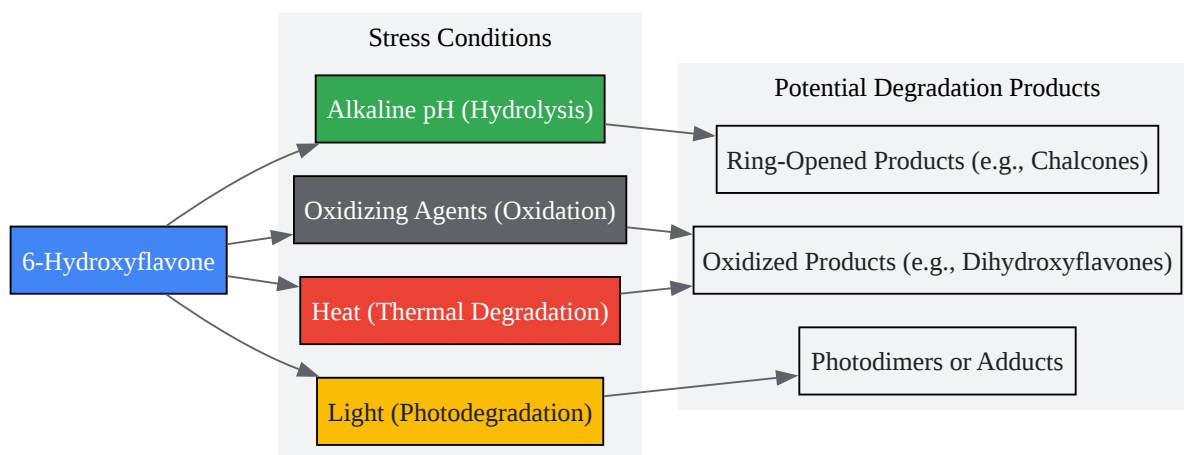 Stress Conditions
Potential Degradation Products
Alkaline pH (Hydrolysis)
Ring-Opened Products (e.g., Chalcones)
Oxidizing Agents (Oxidation)
6-Hydroxyflavone
Oxidized Products (e.g., Dihydroxyflavones)
Heat (Thermal Degradation)
Photodimers or Adducts
Light (Photodegradation)